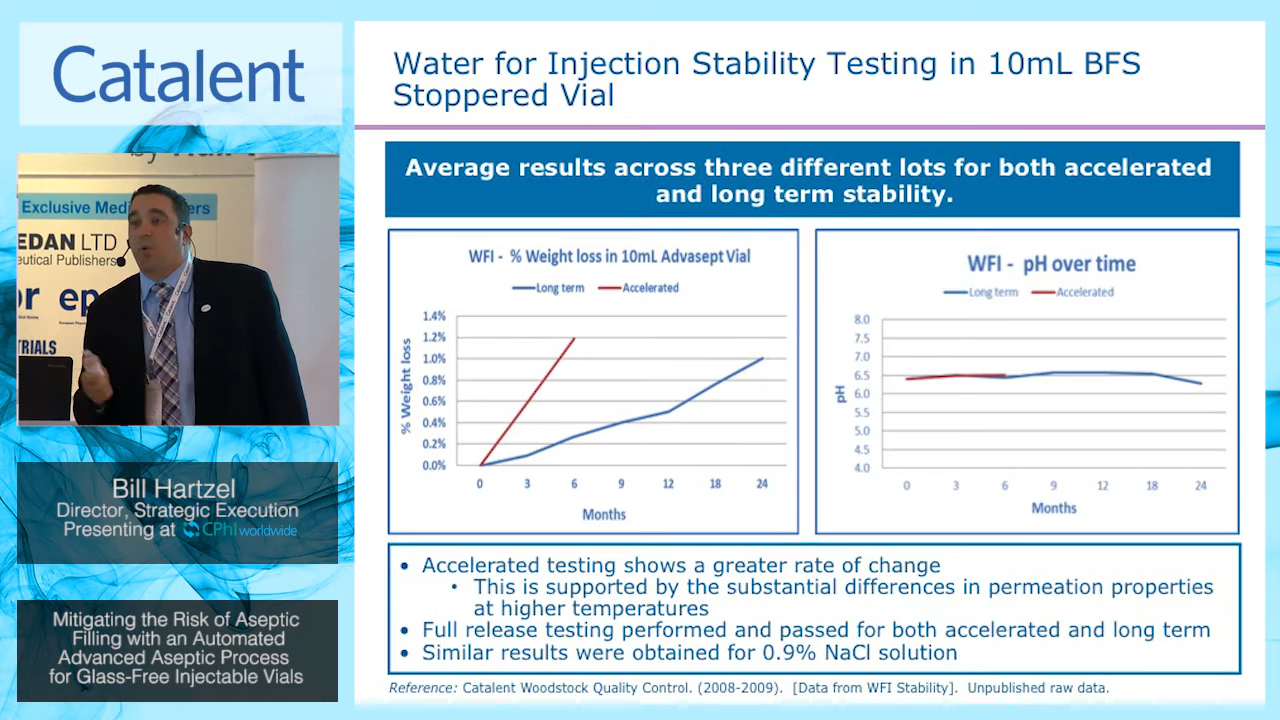 Catalent
by
Exclusive Medi
ers
EDAN LTD
eutical Publishers
or ep
TRIALS
Bill Hartzel
Director, Strategic Execution
Presenting at CPhI worldwide
Mitigating the Risk of Aseptic
Filling with an Automated
Advanced Aseptic Process
for Glass-Free Injectable Vials
Water for Injection Stability Testing in 10mL BFS
Stoppered Vial
Average results across three different lots for both accelerated
and long term stability.
WFI - % Weight loss in 10mL Advasept Vial
Long term Accelerated
% Weight loss
1.4%
1.2%
1.0%
0.8%
0.6%
0.4%
0.2%
0.0%
0 3 6 9 12 18 24
Months
WFI - pH over time
Long term Accelerated
pH
8.0
7.5
7.0
6.5
6.0
5.5
5.0
4.5
4.0
0 3 6 9 12 18 24
Months
• Accelerated testing shows a greater rate of change
• This is supported by the substantial differences in permeation properties
at higher temperatures
• Full release testing performed and passed for both accelerated and long term
• Similar results were obtained for 0.9% NaCl solution
Reference: Catalent Woodstock Quality Control. (2008-2009). [Data from WFI Stability]. Unpublished raw data.